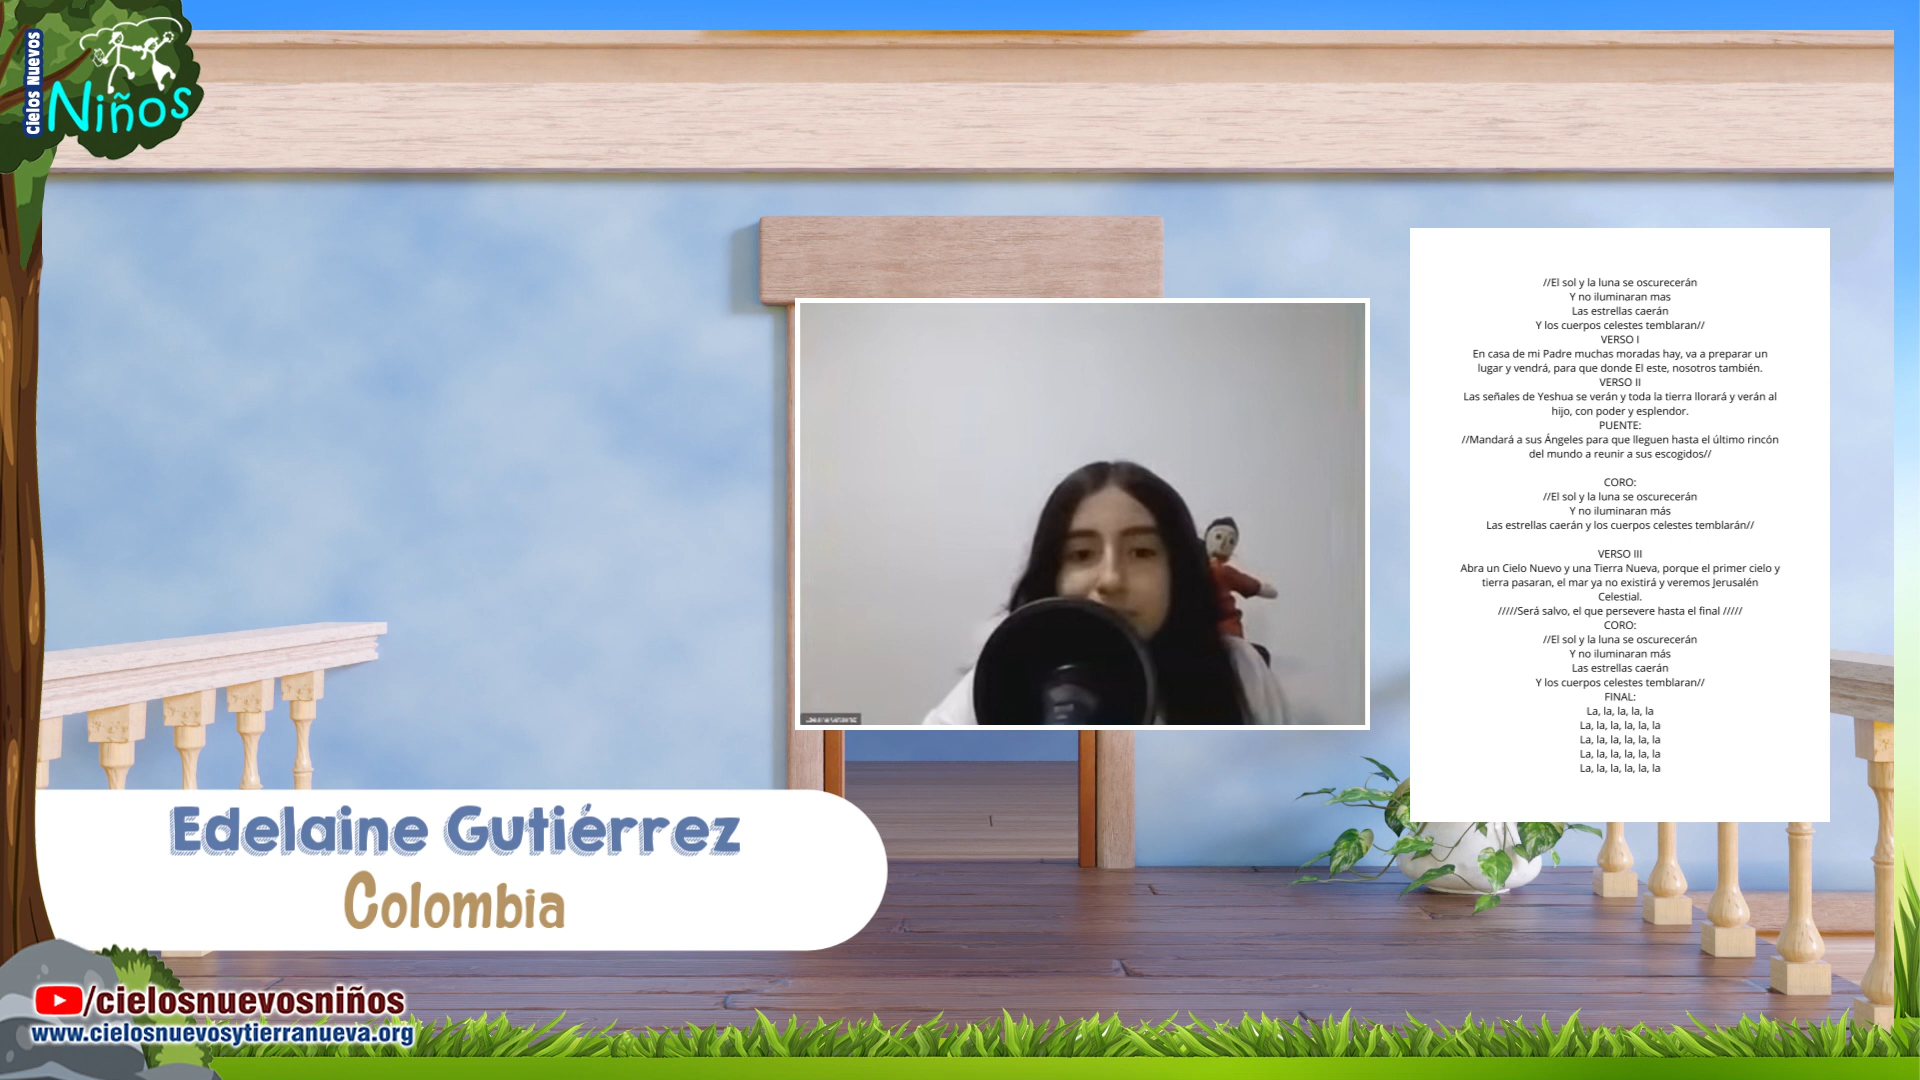 Cielos Nuevos
Niños
//El sol y la luna se oscurecerán
Y no iluminaran mas
Las estrellas caerán
Y los cuerpos celestes temblaran//
VERSO I
En casa de mi Padre muchas moradas hay, va a preparar un
lugar y vendrá, para que donde El este, nosotros también.
VERSO II
Las señales de Yeshua se verán y toda la tierra llorará y verán al
hijo, con poder y esplendor.
PUENTE:
//Mandará a sus Ángeles para que lleguen hasta el último rincón
del mundo a reunir a sus escogidos//
CORO:
//El sol y la luna se oscurecerán
Y no iluminaran más
Las estrellas caerán y los cuerpos celestes temblarán//
VERSO III
Abra un Cielo Nuevo y una Tierra Nueva, porque el primer cielo y
tierra pasaran, el mar ya no existirá y veremos Jerusalén
Celestial.
/////Será salvo, el que persevere hasta el final /////
CORO:
//El sol y la luna se oscurecerán
Y no iluminaran más
Las estrellas caerán
Y los cuerpos celestes temblaran//
FINAL:
La, la, la, la, la
La, la, la, la, la, la
La, la, la, la, la, la
La, la, la, la, la, la
La, la, la, la, la, la
Edelaine Gutiérrez
Colombia
/cielosnuevosniños
www.cielosnuevosytierranueva.org